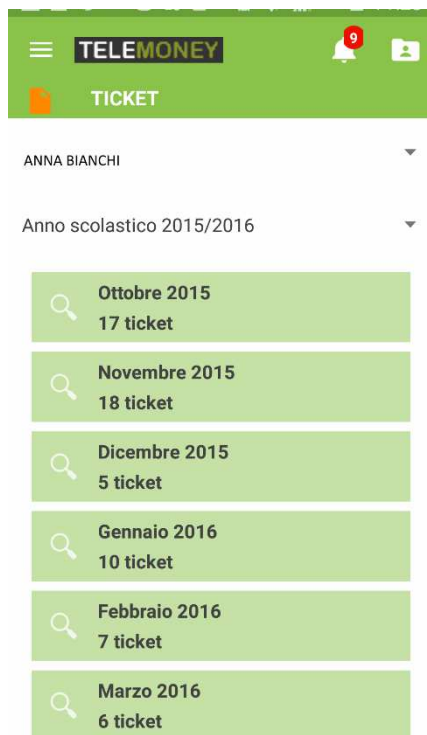 TELEMONEY
9
TICKET
ANNA BIANCHI
Anno scolastico 2015/2016
Ottobre 2015
17 ticket
Novembre 2015
18 ticket
Dicembre 2015
5 ticket
Gennaio 2016
10 ticket
Febbraio 2016
7 ticket
Marzo 2016
6 ticket